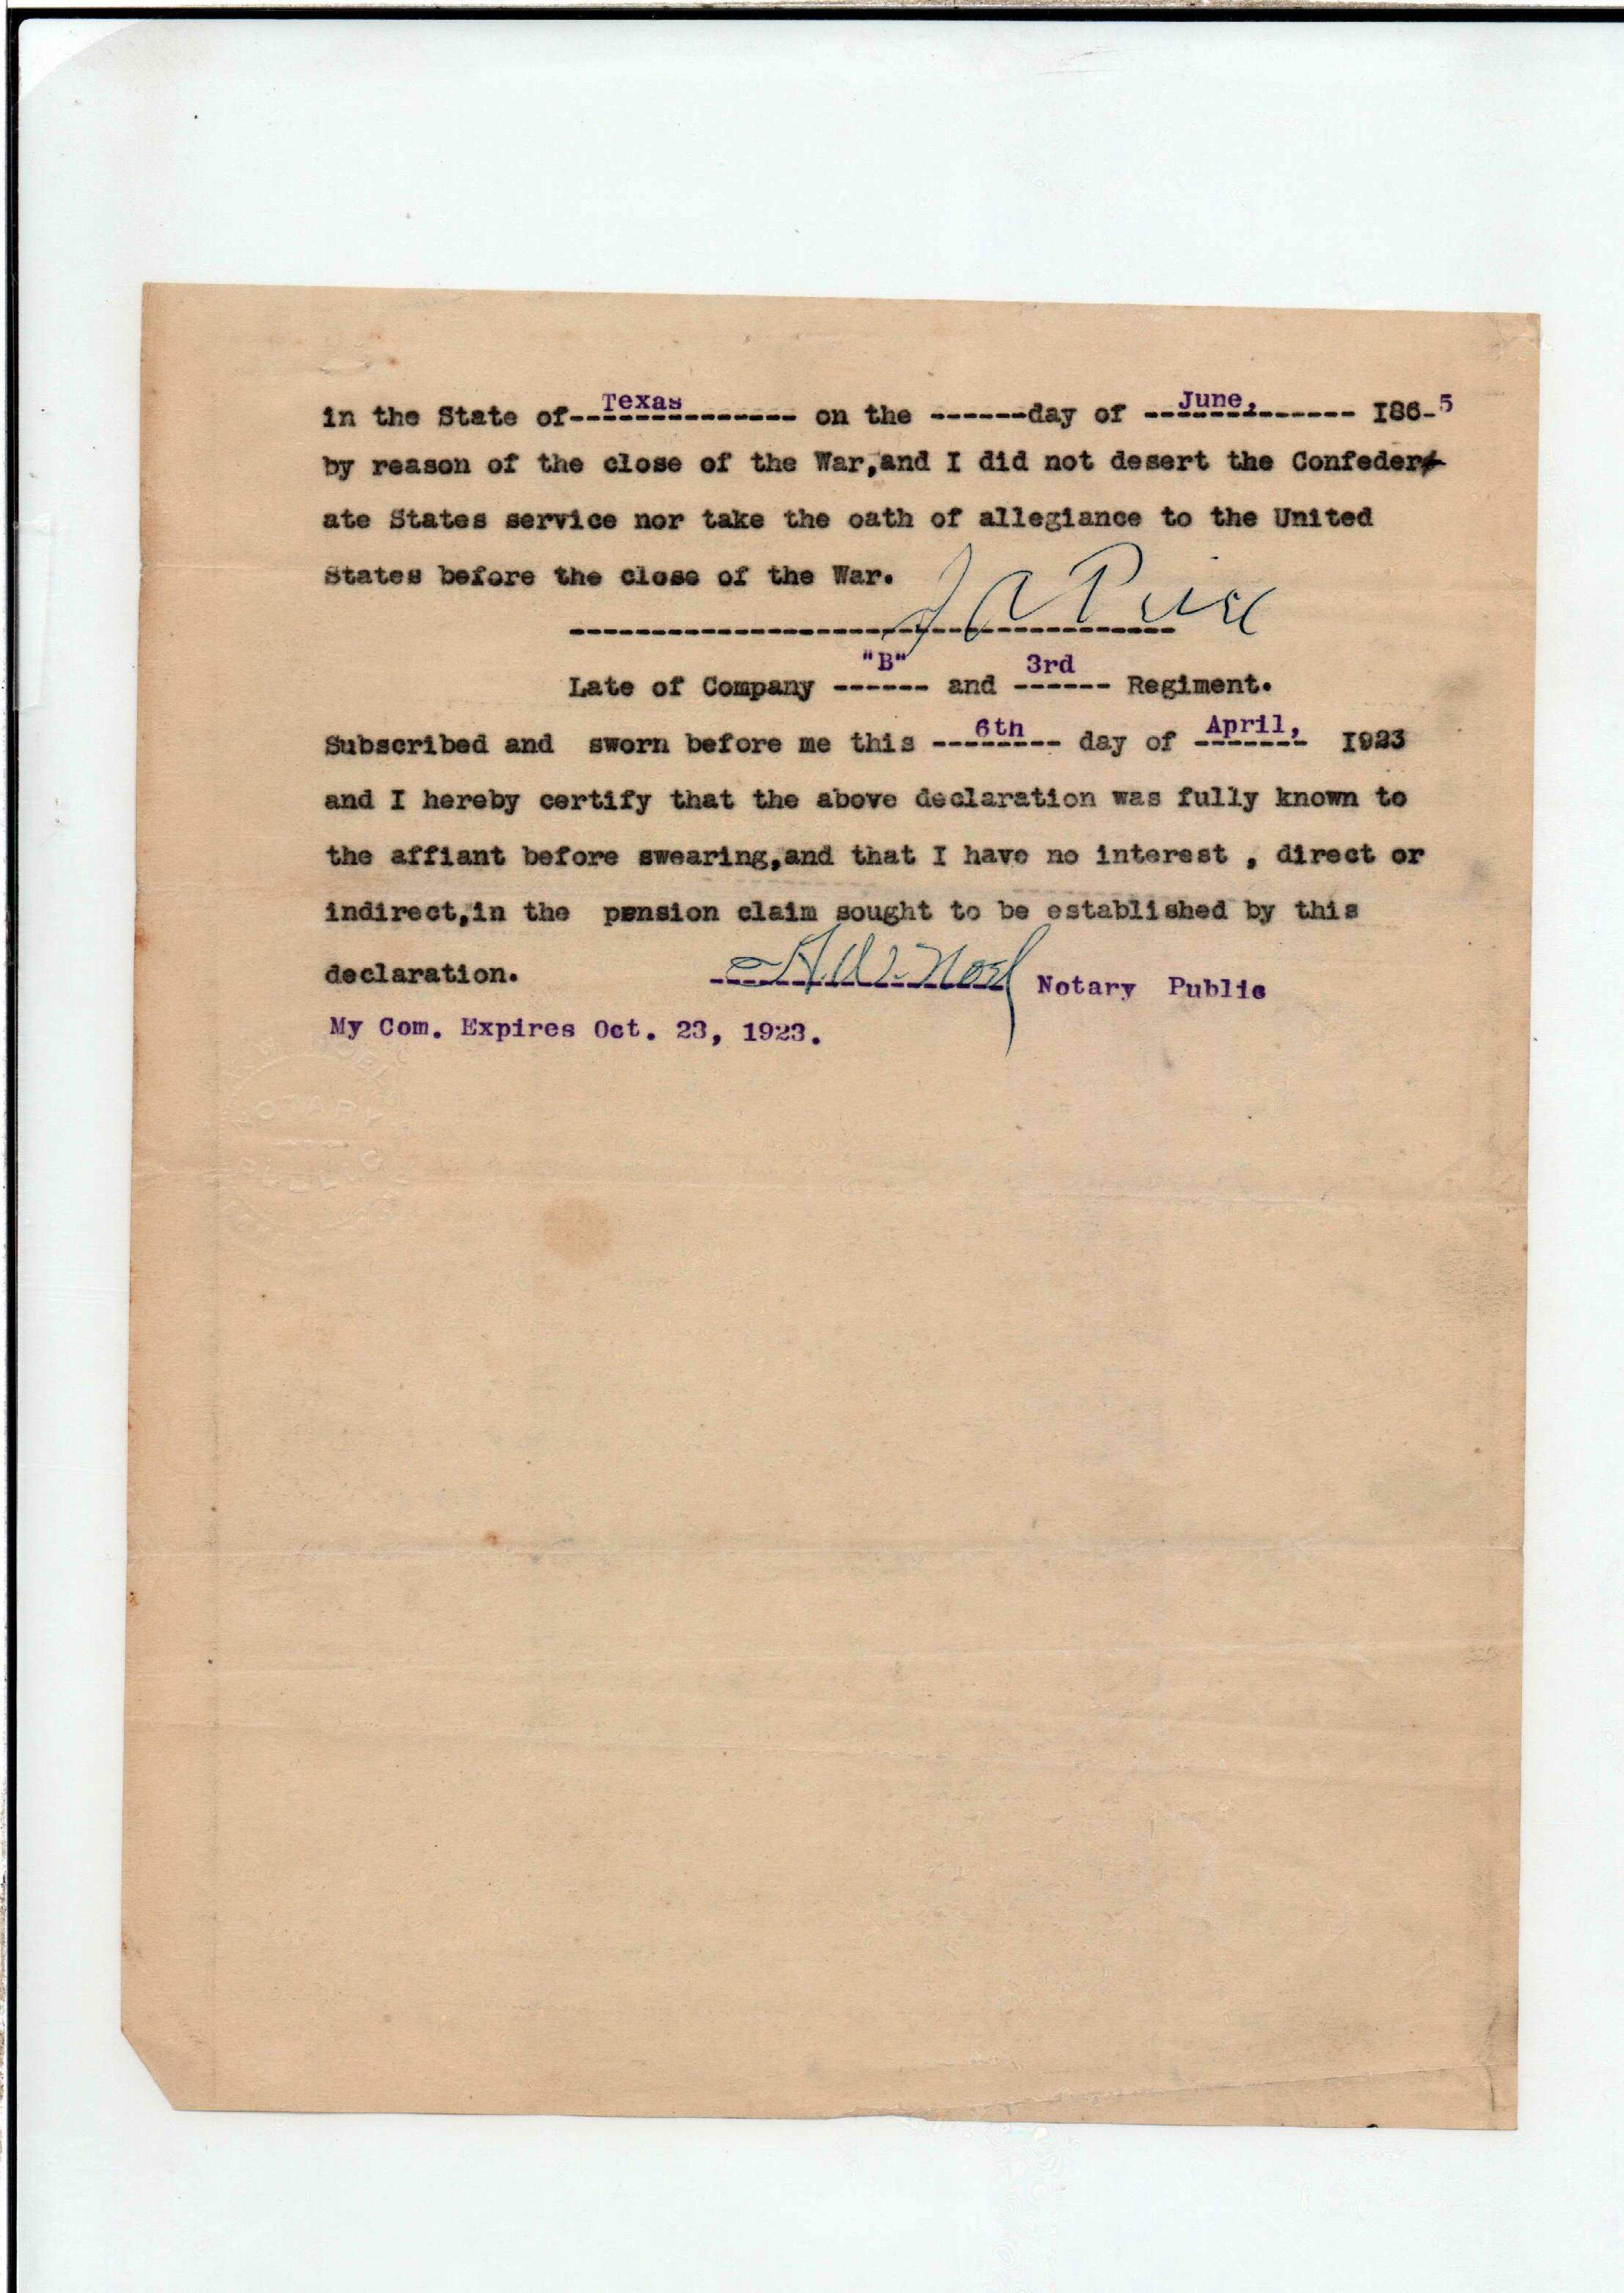 in the State of--Texas------------ on the ------day of --June,------ I86-5
by reason of the close of the War,and I did not desert the Confeder
ate States service nor take the oath of allegiance to the United
States before the close of the War.
J A Price
Late of Company "B" and 3rd Regiment.
Subscribed and sworn before me this 6th day of April, I923
and I hereby certify that the above declaration was fully known to
the affiant before swearing,and that I have no interest , direct or
indirect,in the pension claim sought to be established by this
declaration. A.W. Noel Notary Public
My Com. Expires Oct. 23, 1923.